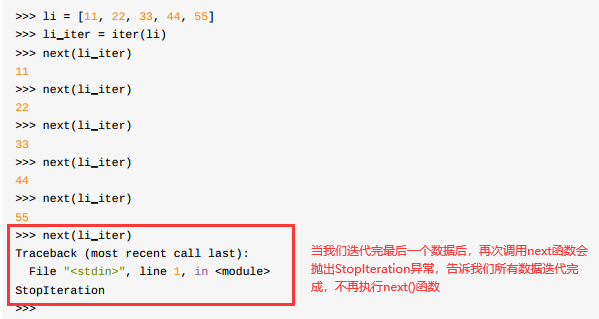 >>> li = [11, 22, 33, 44, 55]
>>> li_iter = iter(li)
>>> next(li_iter)
11
>>> next(li_iter)
22
>>> next(li_iter)
33
>>> next(li_iter)
44
>>> next(li_iter)
55
>>> next(li_iter)
Traceback (most recent call last):
  File "<stdin>", line 1, in <module>
StopIteration
>>>
当我们迭代完最后一个数据后，再次调用next函数会
抛出StopIteration异常，告诉我们所有数据迭代完
成，不再执行next()函数